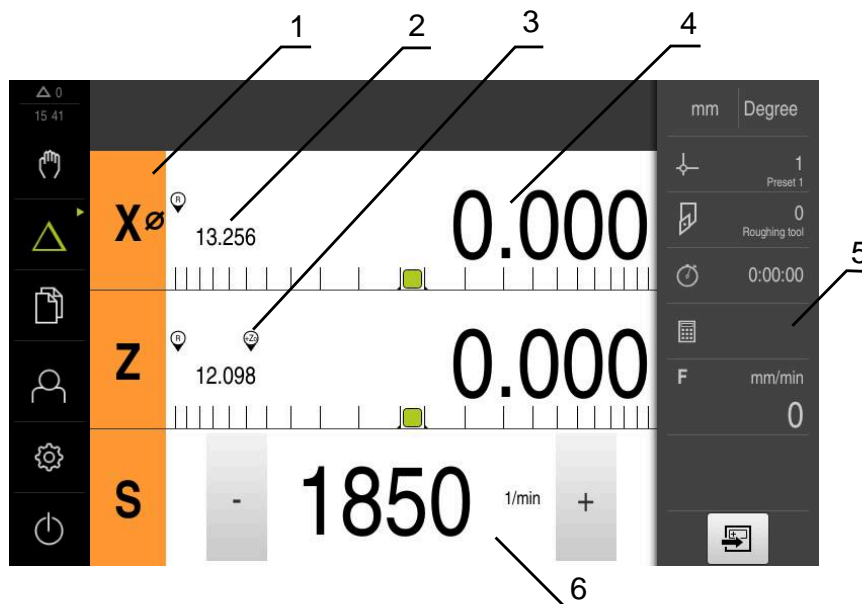 1 2 3 4
0
15 41
mm Degree
1
Preset 1
X⌀
R
13.256
0.000
0
Roughing tool
0:00:00
5
Z
R +Z
12.098
0.000
F mm/min
0
S
- 1850 1/min +
6